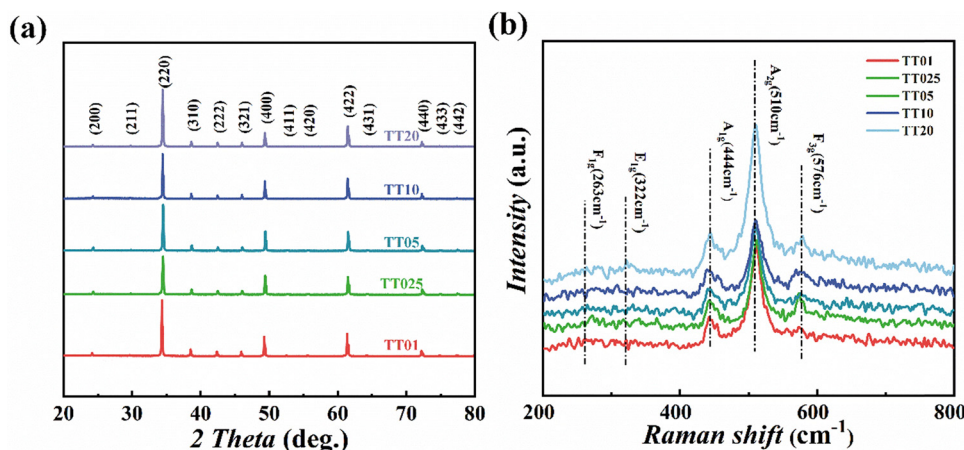 (a)
(200)
(211)
(220)
(310)
(222)
(321)
(400)
(411)
(420)
(422)
(431)
(440)
(433)
(442)
TT20
TT10
TT05
TT025
TT01
20 30 40 50 60 70 80
2 Theta (deg.)
(b)
Intensity (a.u.)
F1g(263cm-1)
E1g(322cm-1)
A1g(444cm-1)
A2g(510cm-1)
F3g(576cm-1)
TT01
TT025
TT05
TT10
TT20
200 400 600 800
Raman shift (cm-1)